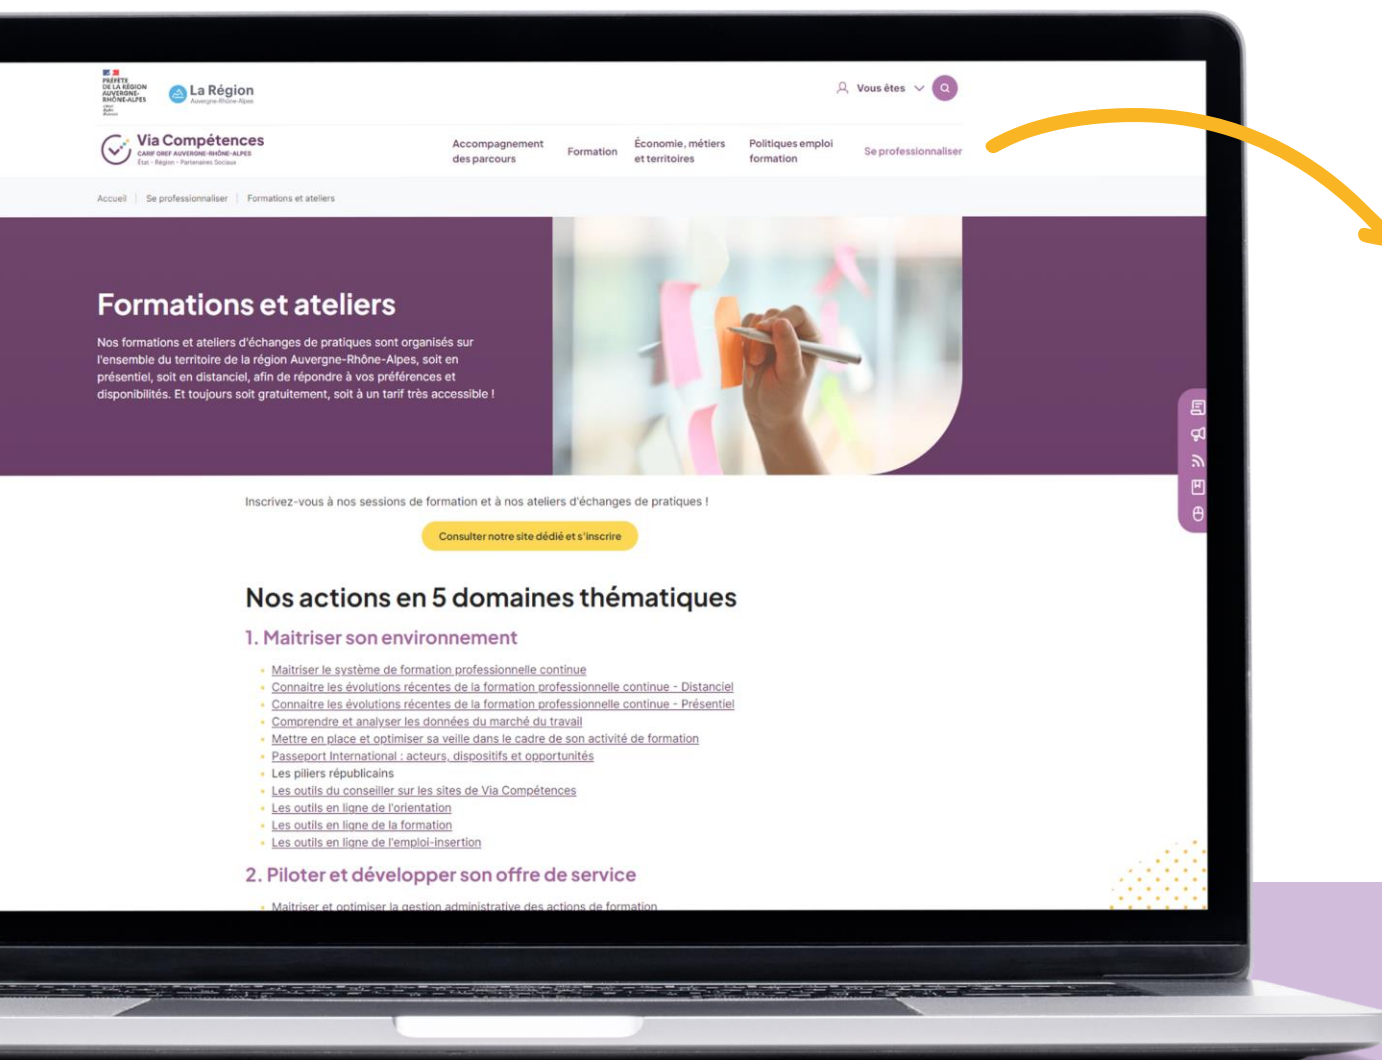 PRÉFÈTE
DE LA RÉGION
AUVERGNE-
RHÔNE-ALPES
La Région
Auvergne-Rhône-Alpes
Vous êtes
Via Compétences
CARIF OREF AUVERGNE-RHÔNE-ALPES
État - Région - Partenaires Sociaux
Accompagnement
des parcours
Formation
Économie, métiers
et territoires
Politiques emploi
formation
Se professionnaliser
Accueil
Se professionnaliser
Formations et ateliers
Formations et ateliers
Nos formations et ateliers d'échanges de pratiques sont organisés sur
l'ensemble du territoire de la région Auvergne-Rhône-Alpes, soit en
présentiel, soit en distanciel, afin de répondre à vos préférences et
disponibilités. Et toujours soit gratuitement, soit à un tarif très accessible !
Inscrivez-vous à nos sessions de formation et à nos ateliers d'échanges de pratiques !
Consulter notre site dédié et s'inscrire
Nos actions en 5 domaines thématiques
1. Maitriser son environnement
Maitriser le système de formation professionnelle continue
Connaitre les évolutions récentes de la formation professionnelle continue - Distanciel
Connaitre les évolutions récentes de la formation professionnelle continue - Présentiel
Comprendre et analyser les données du marché du travail
Mettre en place et optimiser sa veille dans le cadre de son activité de formation
Passeport International : acteurs, dispositifs et opportunités
Les piliers républicains
Les outils du conseiller sur les sites de Via Compétences
Les outils en ligne de l'orientation
Les outils en ligne de la formation
Les outils en ligne de l'emploi-insertion
2. Piloter et développer son offre de service
Maitriser et optimiser la gestion administrative des actions de formation